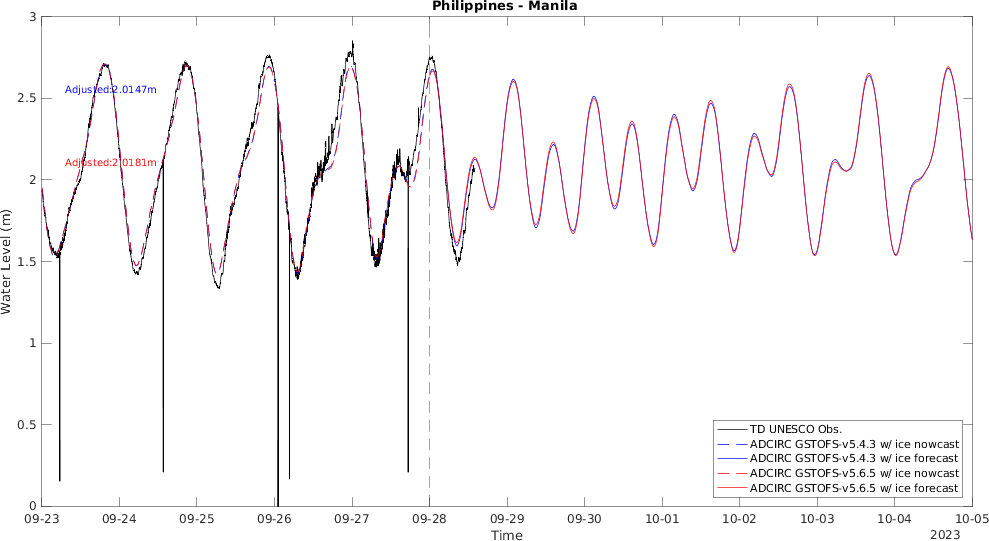 Philippines - Manila
3
2.5
2
1.5
1
0.5
0
Water Level (m)
Adjusted:2.0147m
Adjusted:2.0181m
TD UNESCO Obs.
ADCIRC GSTOFS-v5.4.3 w/ ice nowcast
ADCIRC GSTOFS-v5.4.3 w/ ice forecast
ADCIRC GSTOFS-v5.6.5 w/ ice nowcast
ADCIRC GSTOFS-v5.6.5 w/ ice forecast
09-23 09-24 09-25 09-26 09-27 09-28 09-29 09-30 10-01 10-02 10-03 10-04 10-05
Time
2023